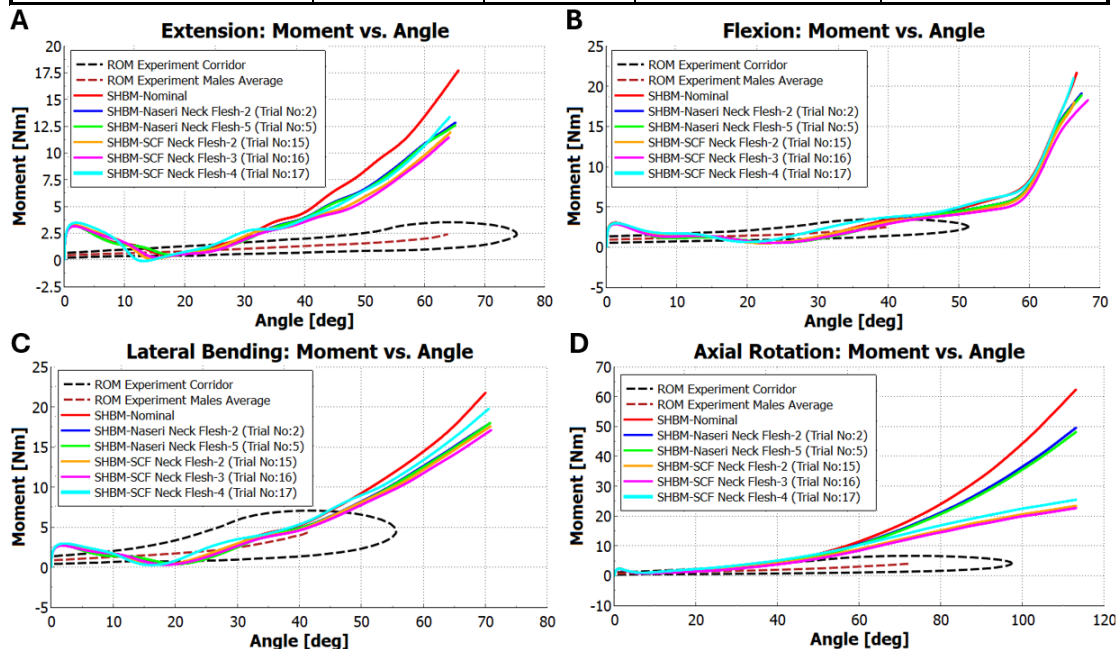 A
Extension: Moment vs. Angle
Moment [Nm]
20
17.5
15
12.5
10
7.5
5
2.5
0
-2.5
ROM Experiment Corridor
ROM Experiment Males Average
SHBM-Nominal
SHBM-Naseri Neck Flesh-2 (Trial No:2)
SHBM-Naseri Neck Flesh-5 (Trial No:5)
SHBM-SCF Neck Flesh-2 (Trial No:15)
SHBM-SCF Neck Flesh-3 (Trial No:16)
SHBM-SCF Neck Flesh-4 (Trial No:17)
0 10 20 30 40 50 60 70 80
Angle [deg]
B
Flexion: Moment vs. Angle
Moment [Nm]
25
20
15
10
5
0
-5
ROM Experiment Corridor
ROM Experiment Males Average
SHBM-Nominal
SHBM-Naseri Neck Flesh-2 (Trial No:2)
SHBM-Naseri Neck Flesh-5 (Trial No:5)
SHBM-SCF Neck Flesh-2 (Trial No:15)
SHBM-SCF Neck Flesh-3 (Trial No:16)
SHBM-SCF Neck Flesh-4 (Trial No:17)
0 10 20 30 40 50 60 70
Angle [deg]
C
Lateral Bending: Moment vs. Angle
Moment [Nm]
25
20
15
10
5
0
-5
ROM Experiment Corridor
ROM Experiment Males Average
SHBM-Nominal
SHBM-Naseri Neck Flesh-2 (Trial No:2)
SHBM-Naseri Neck Flesh-5 (Trial No:5)
SHBM-SCF Neck Flesh-2 (Trial No:15)
SHBM-SCF Neck Flesh-3 (Trial No:16)
SHBM-SCF Neck Flesh-4 (Trial No:17)
0 10 20 30 40 50 60 70 80
Angle [deg]
D
Axial Rotation: Moment vs. Angle
Moment [Nm]
70
60
50
40
30
20
10
0
-10
ROM Experiment Corridor
ROM Experiment Males Average
SHBM-Nominal
SHBM-Naseri Neck Flesh-2 (Trial No:2)
SHBM-Naseri Neck Flesh-5 (Trial No:5)
SHBM-SCF Neck Flesh-2 (Trial No:15)
SHBM-SCF Neck Flesh-3 (Trial No:16)
SHBM-SCF Neck Flesh-4 (Trial No:17)
0 20 40 60 80 100 120
Angle [deg]